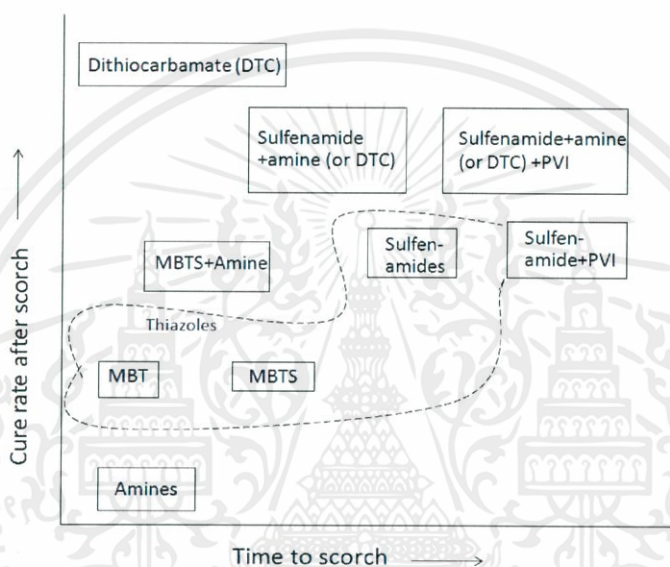 Dithiocarbamate (DTC)
Sulfenamide
+amine (or DTC)
Sulfenamide+amine
(or DTC) +PVI
MBTS+Amine
Sulfen-
amides
Sulfen-
amide+PVI
Thiazoles
MBT
MBTS
Amines
Cure rate after scorch
Time to scorch